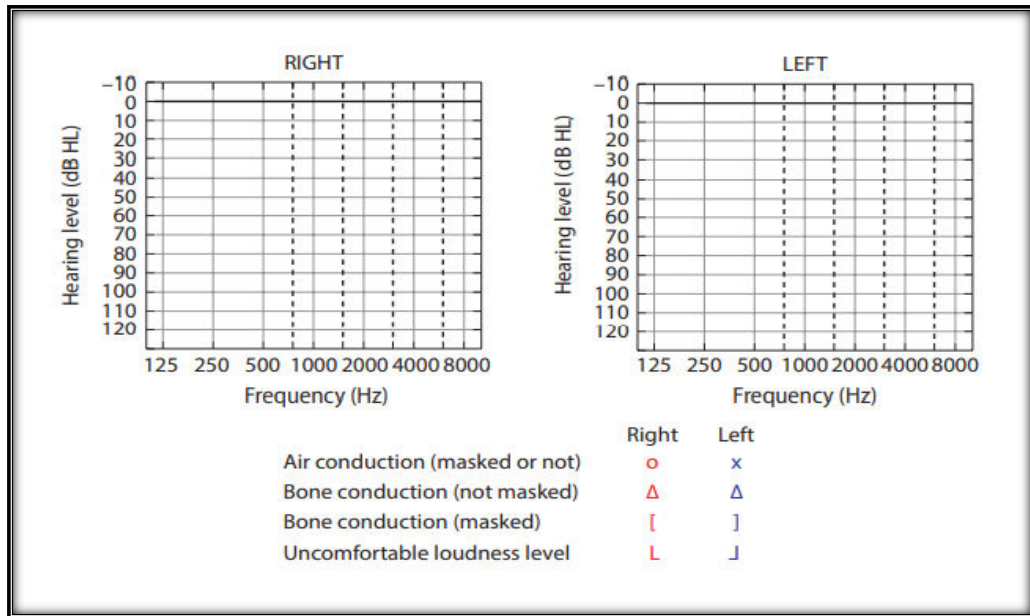 RIGHT
–10
0
10
20
30
40
50
60
70
80
90
100
110
120
Hearing level (dB HL)
125 250 500 1000 2000 4000 8000
Frequency (Hz)
LEFT
–10
0
10
20
30
40
50
60
70
80
90
100
110
120
Hearing level (dB HL)
125 250 500 1000 2000 4000 8000
Frequency (Hz)
Right Left
Air conduction (masked or not) o x
Bone conduction (not masked) Δ Δ
Bone conduction (masked) [ ]
Uncomfortable loudness level L ⅃